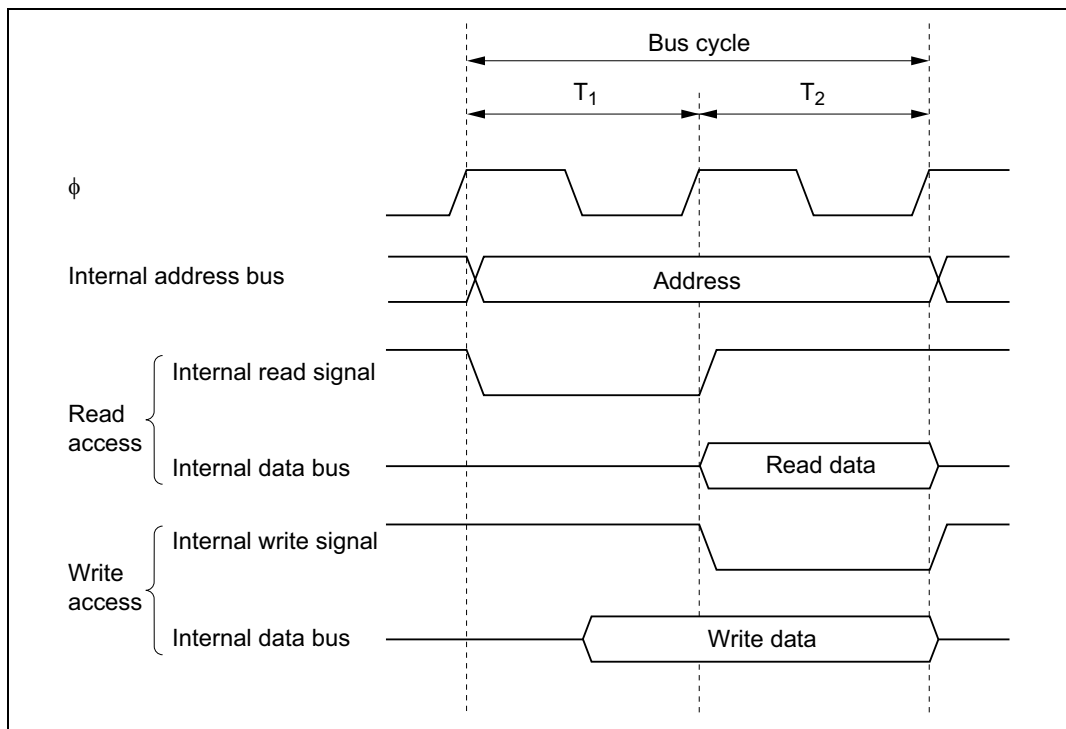 Bus cycle
T1 T2
ϕ
Internal address bus Address
Internal read signal
Read
access
Internal data bus Read data
Internal write signal
Write
access
Internal data bus Write data